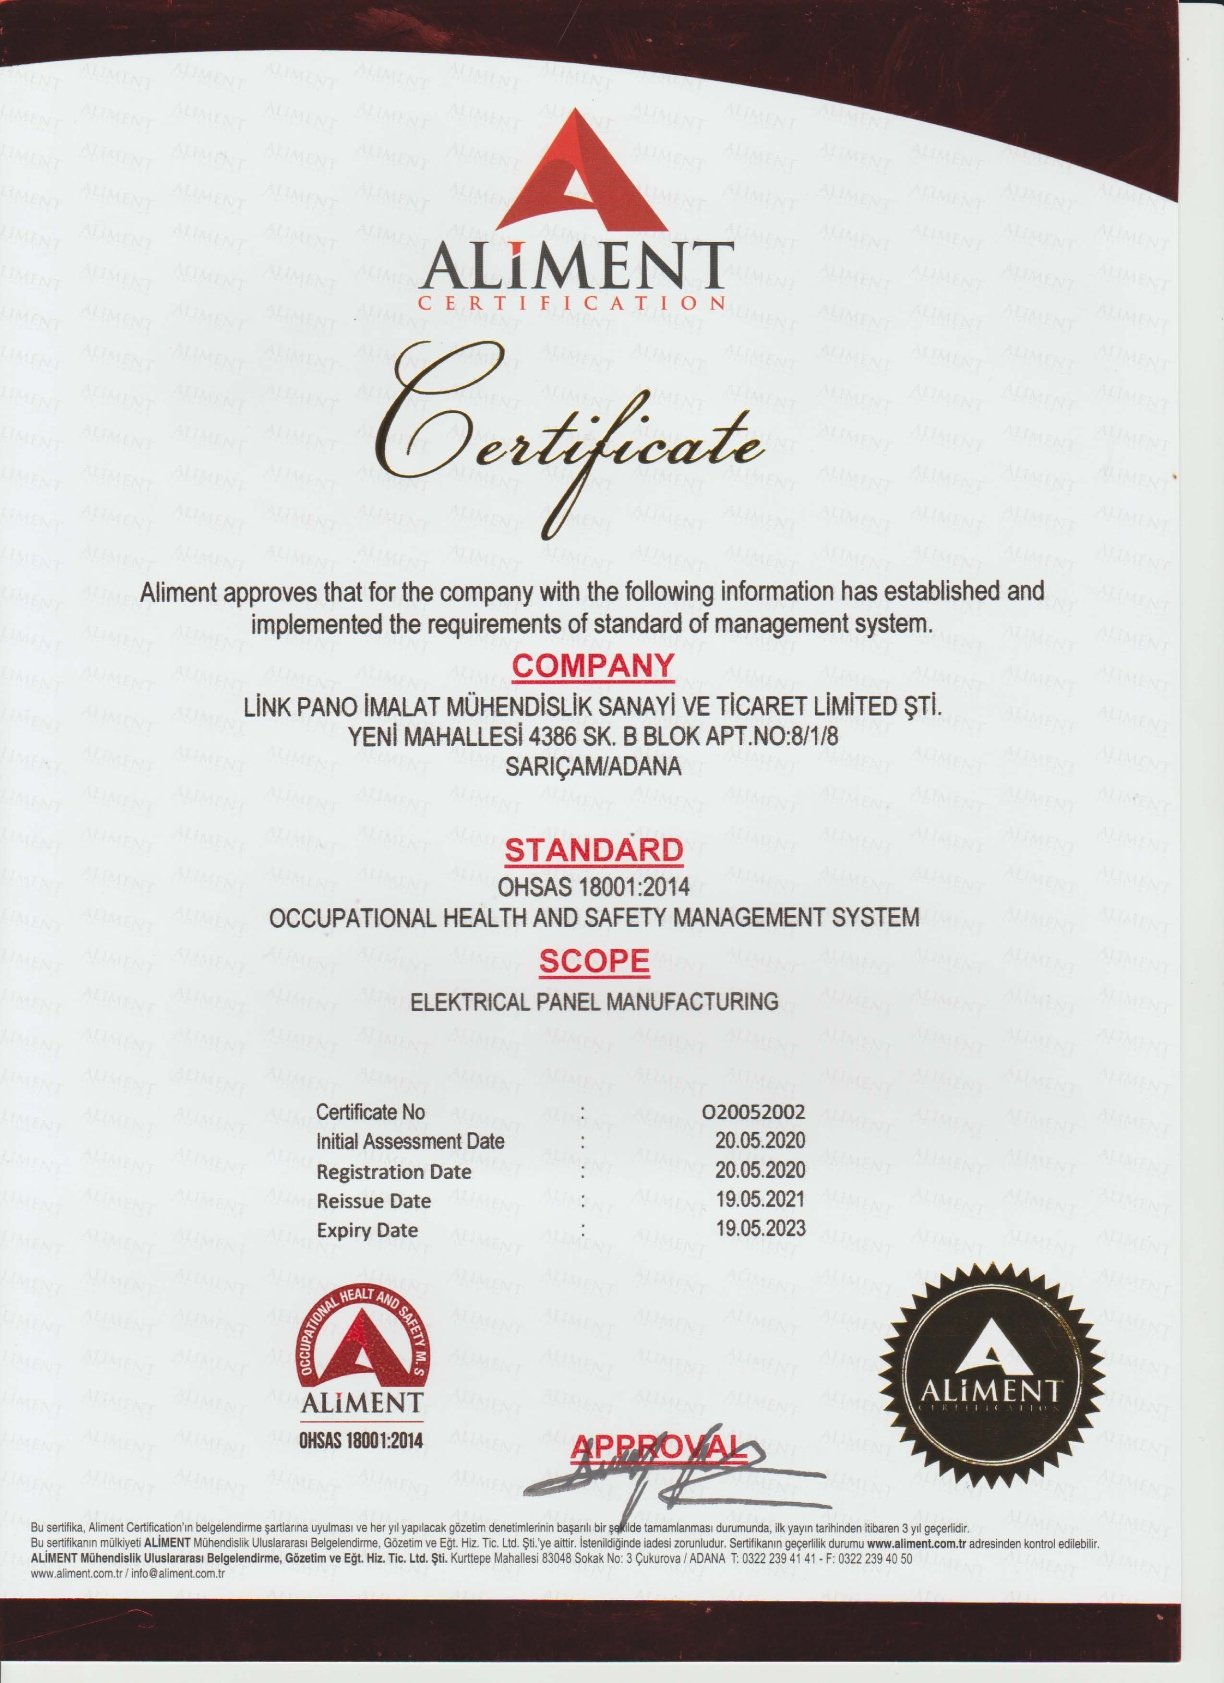 ALiMENT
CERTIFICATION
Certificate
Aliment approves that for the company with the following information has established and
implemented the requirements of standard of management system.
COMPANY
LİNK PANO İMALAT MÜHENDİSLİK SANAYİ VE TİCARET LİMİTED ŞTİ.
YENİ MAHALLESİ 4386 SK. B BLOK APT.NO:8/1/8
SARIÇAM/ADANA
STANDARD
OHSAS 18001:2014
OCCUPATIONAL HEALTH AND SAFETY MANAGEMENT SYSTEM
SCOPE
ELEKTRICAL PANEL MANUFACTURING
Certificate No : O20052002
Initial Assessment Date : 20.05.2020
Registration Date : 20.05.2020
Reissue Date : 19.05.2021
Expiry Date : 19.05.2023
OCCUPATIONAL HEALT AND SAFETY M. S
ALiMENT
OHSAS 18001:2014
APPROVAL
ALiMENT
CERTIFICATION
Bu sertifika, Aliment Certification'ın belgelendirme şartlarına uyulması ve her yıl yapılacak gözetim denetimlerinin başarılı bir şekilde tamamlanması durumunda, ilk yayın tarihinden itibaren 3 yıl geçerlidir.
Bu sertifikanın mülkiyeti ALİMENT Mühendislik Uluslararası Belgelendirme, Gözetim ve Eğt. Hiz. Tic. Ltd. Şti.'ye aittir. İstenildiğinde iadesi zorunludur. Sertifikanın geçerlilik durumu www.aliment.com.tr adresinden kontrol edilebilir.
ALİMENT Mühendislik Uluslararası Belgelendirme, Gözetim ve Eğt. Hiz. Tic. Ltd. Şti. Kurttepe Mahallesi 83048 Sokak No: 3 Çukurova / ADANA T: 0322 239 41 41 - F: 0322 239 40 50
www.aliment.com.tr / info@aliment.com.tr